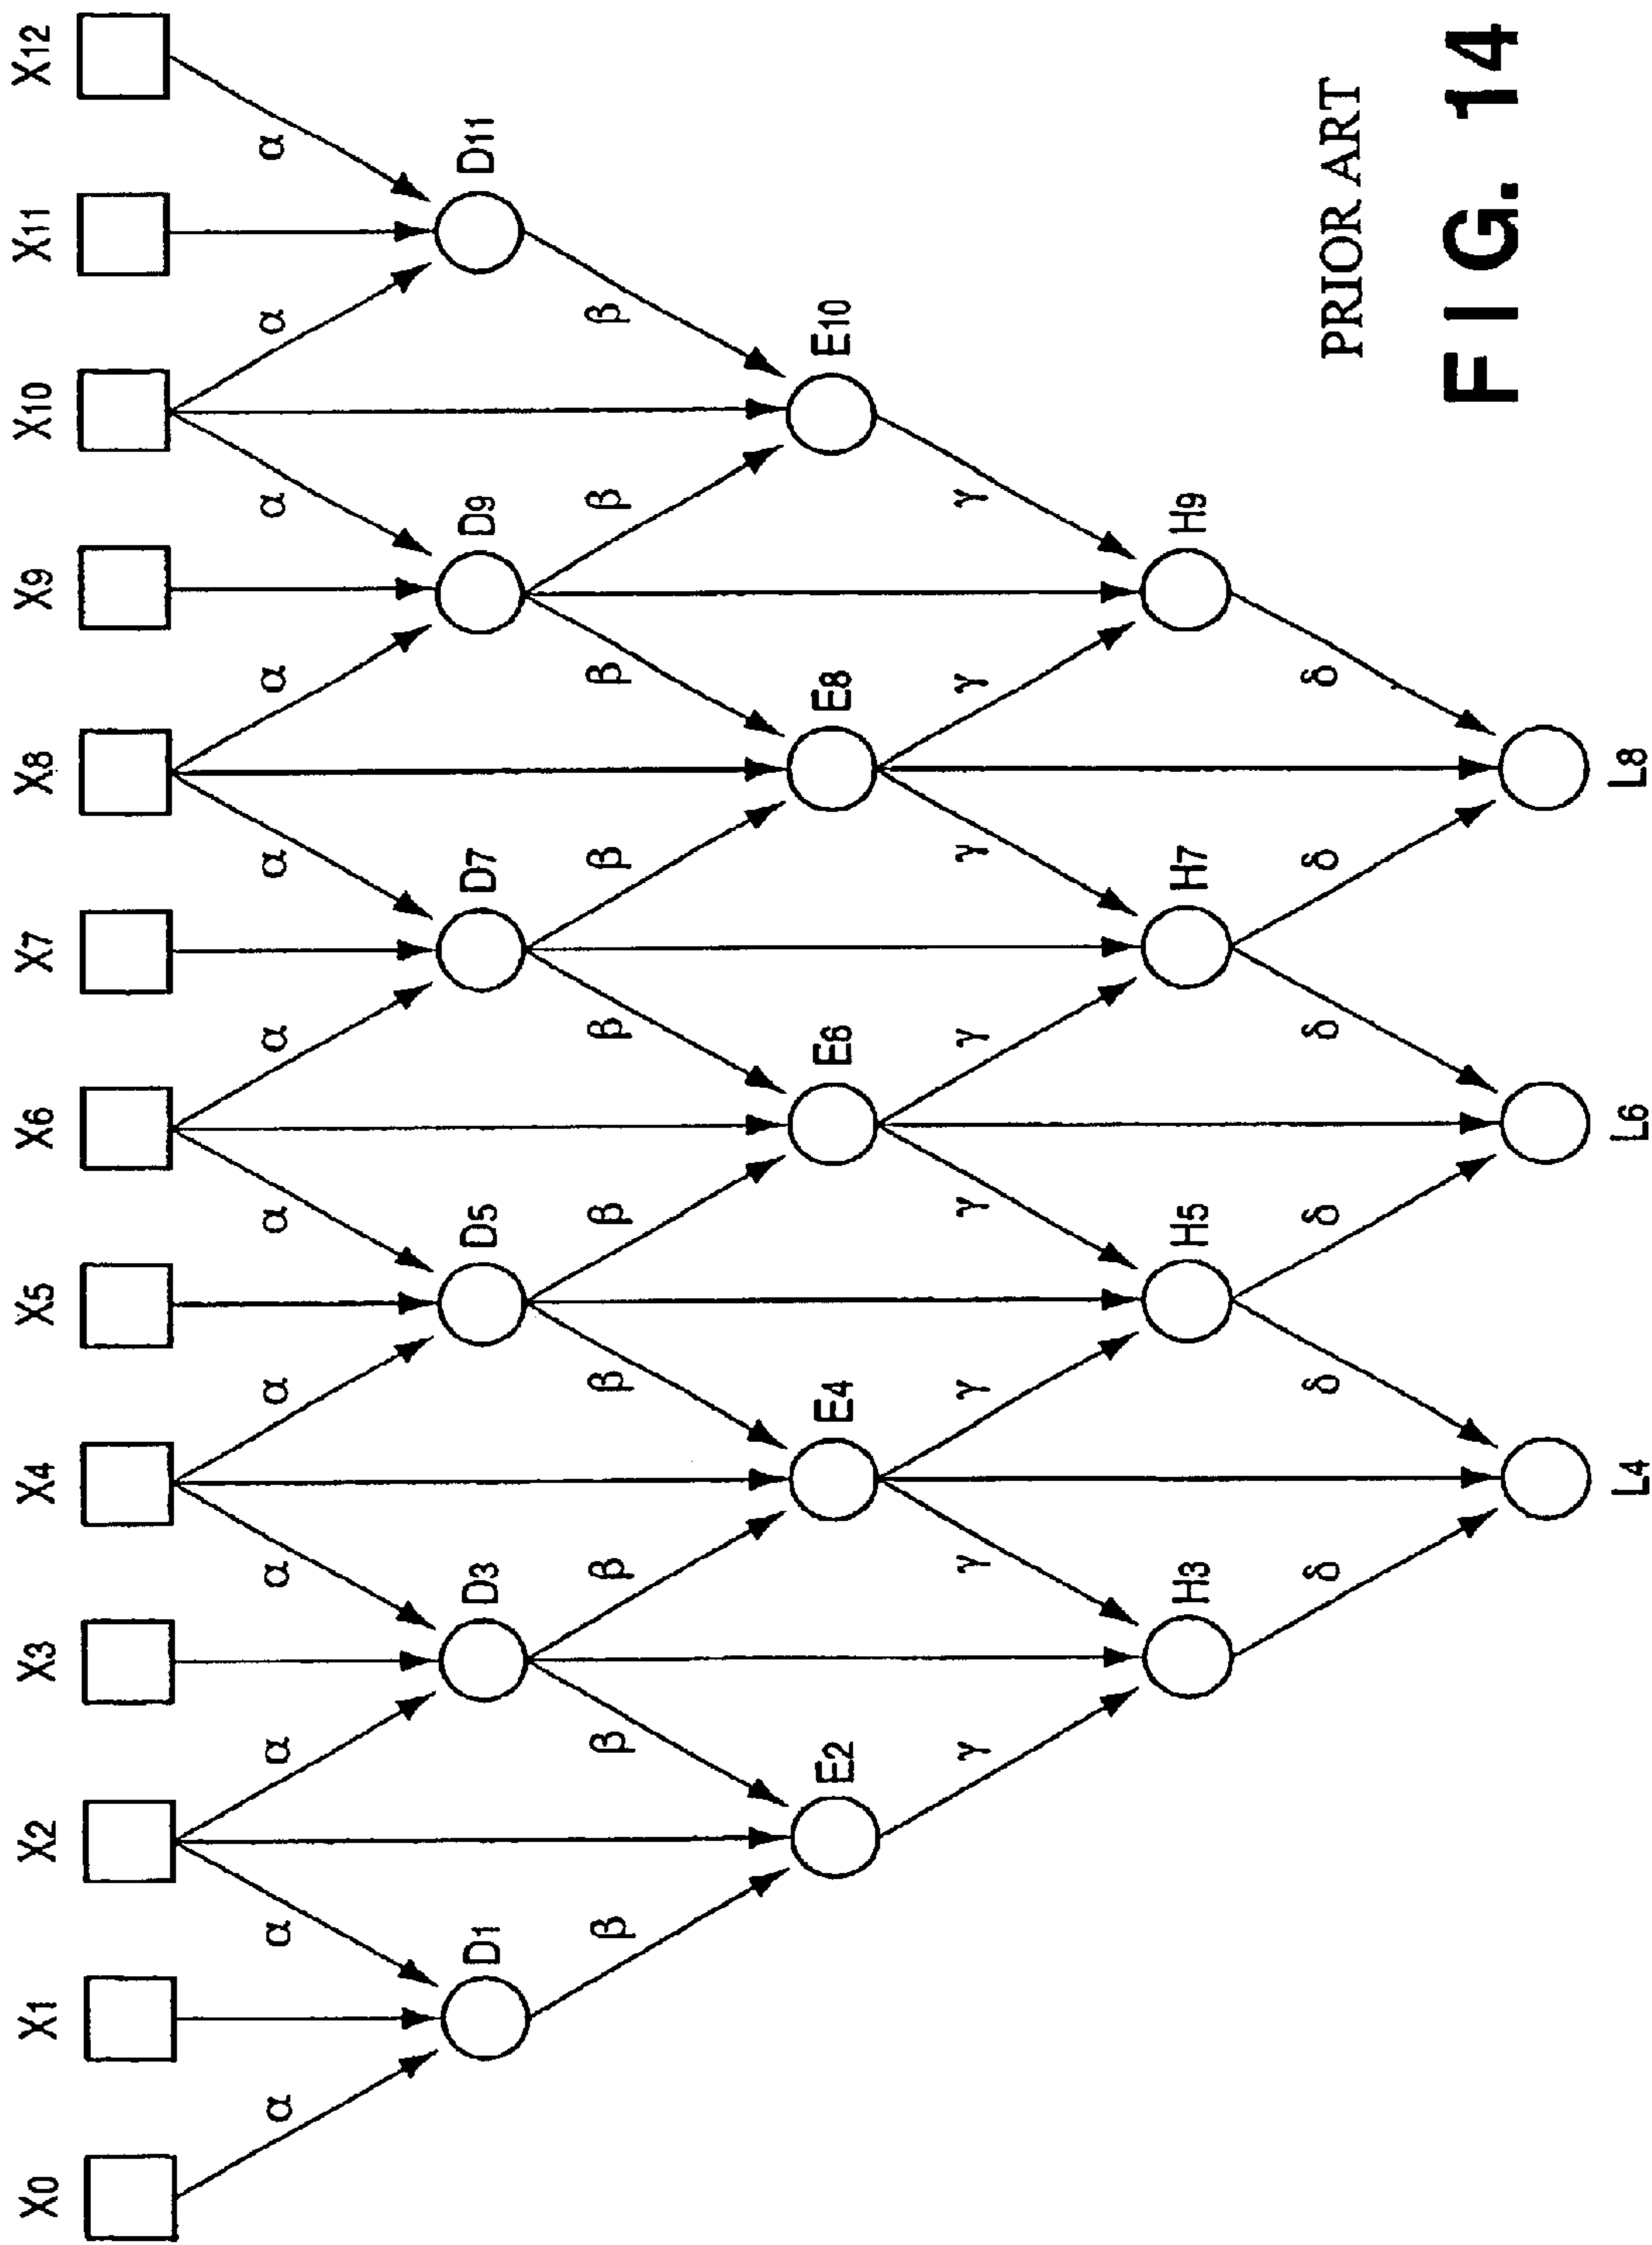 X0 X1 X2 X3 X4 X5 X6 X7 X8 X9 X10 X11 X12
α α α α α α α α α α α α
D1 D3 D5 D7 D9 D11
β β β β β β β β β β
E2 E4 E6 E8 E10
γ γ γ γ γ γ γ γ
H3 H5 H7 H9
δ δ δ δ δ δ
L4 L6 L8
PRIOR ART
FIG. 14